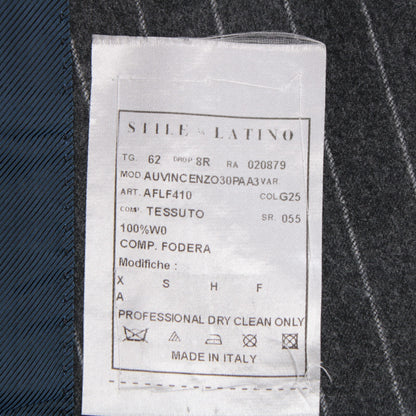 STILE LATINO
TG. 62 DROP 8R RA 020879
MOD AUVINCENZO30PAA3 VAR
ART. AFLF410 COL G25
COMP. TESSUTO SR. 055
100%WO
COMP. FODERA
Modifiche :
X S H F
A
PROFESSIONAL DRY CLEAN ONLY
MADE IN ITALY